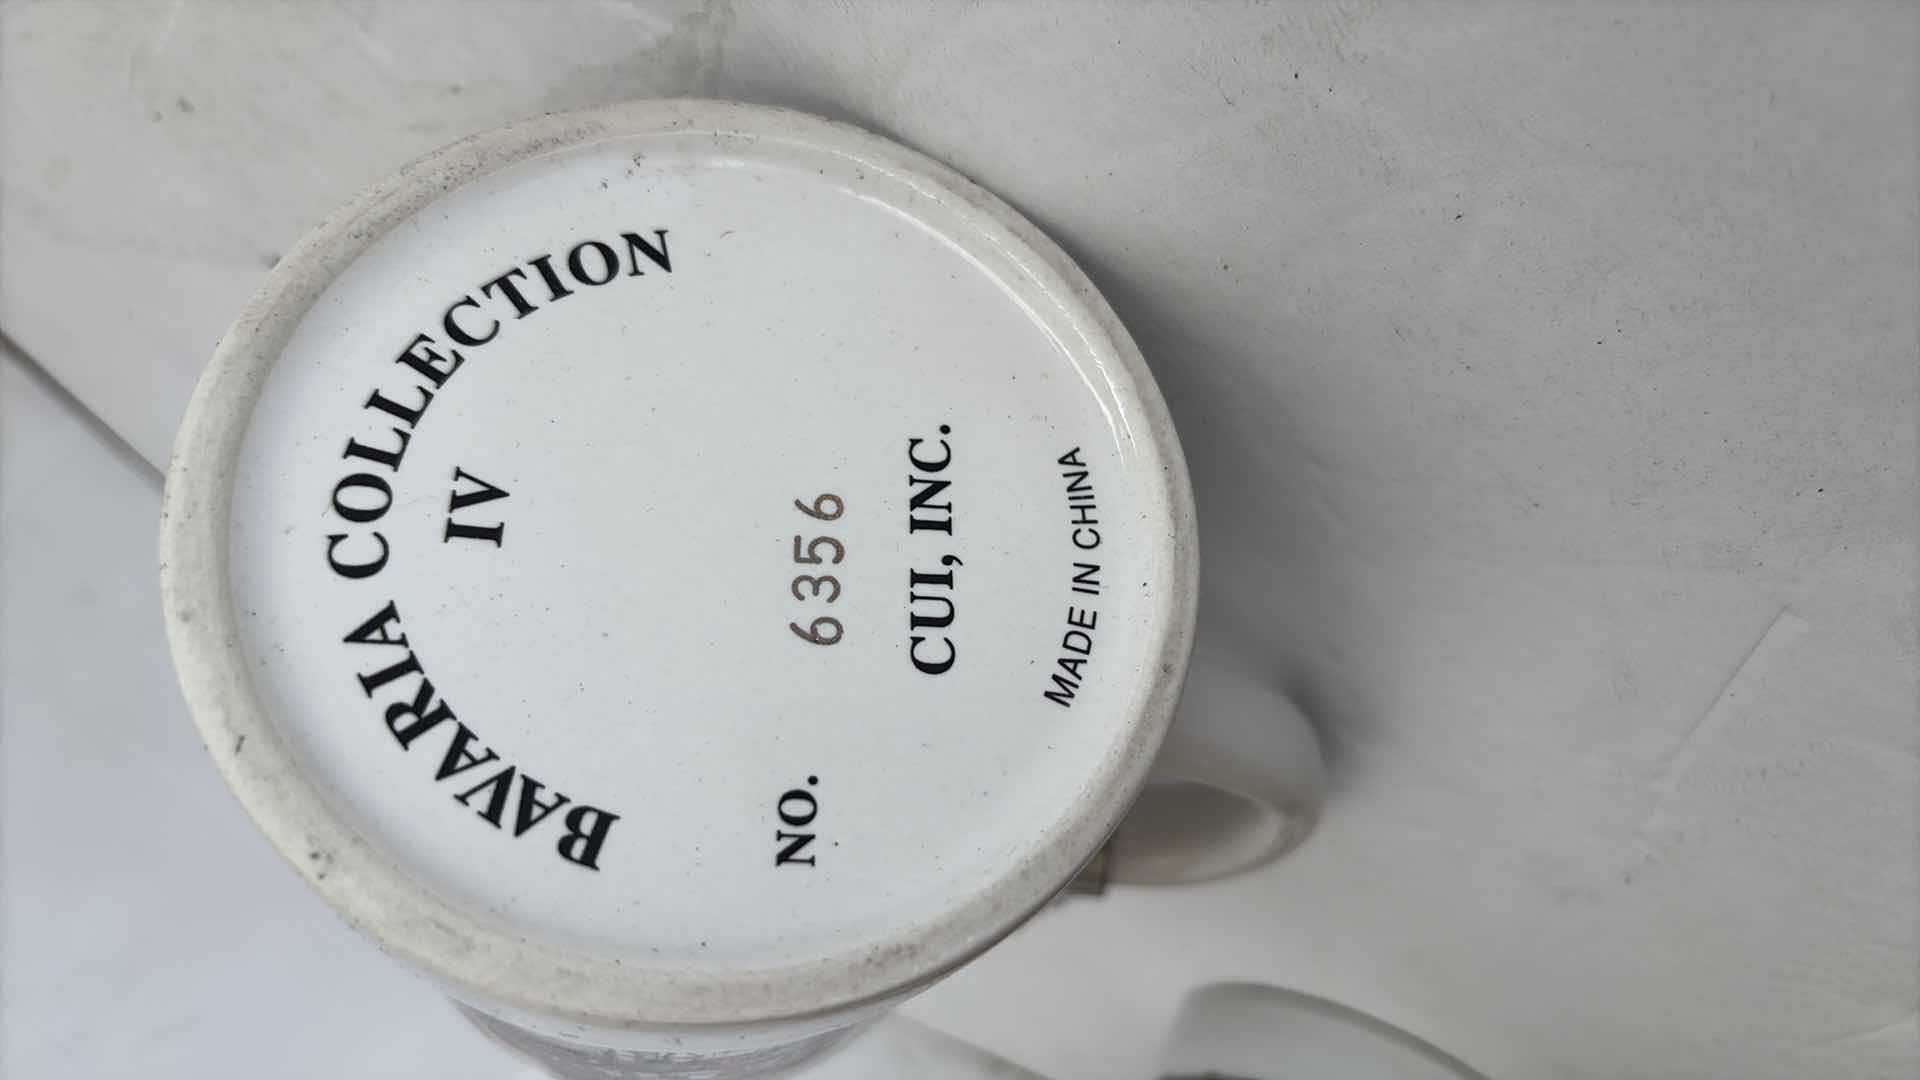 BAVARIA COLLECTION
IV
NO. 6356
CUI, INC.
MADE IN CHINA